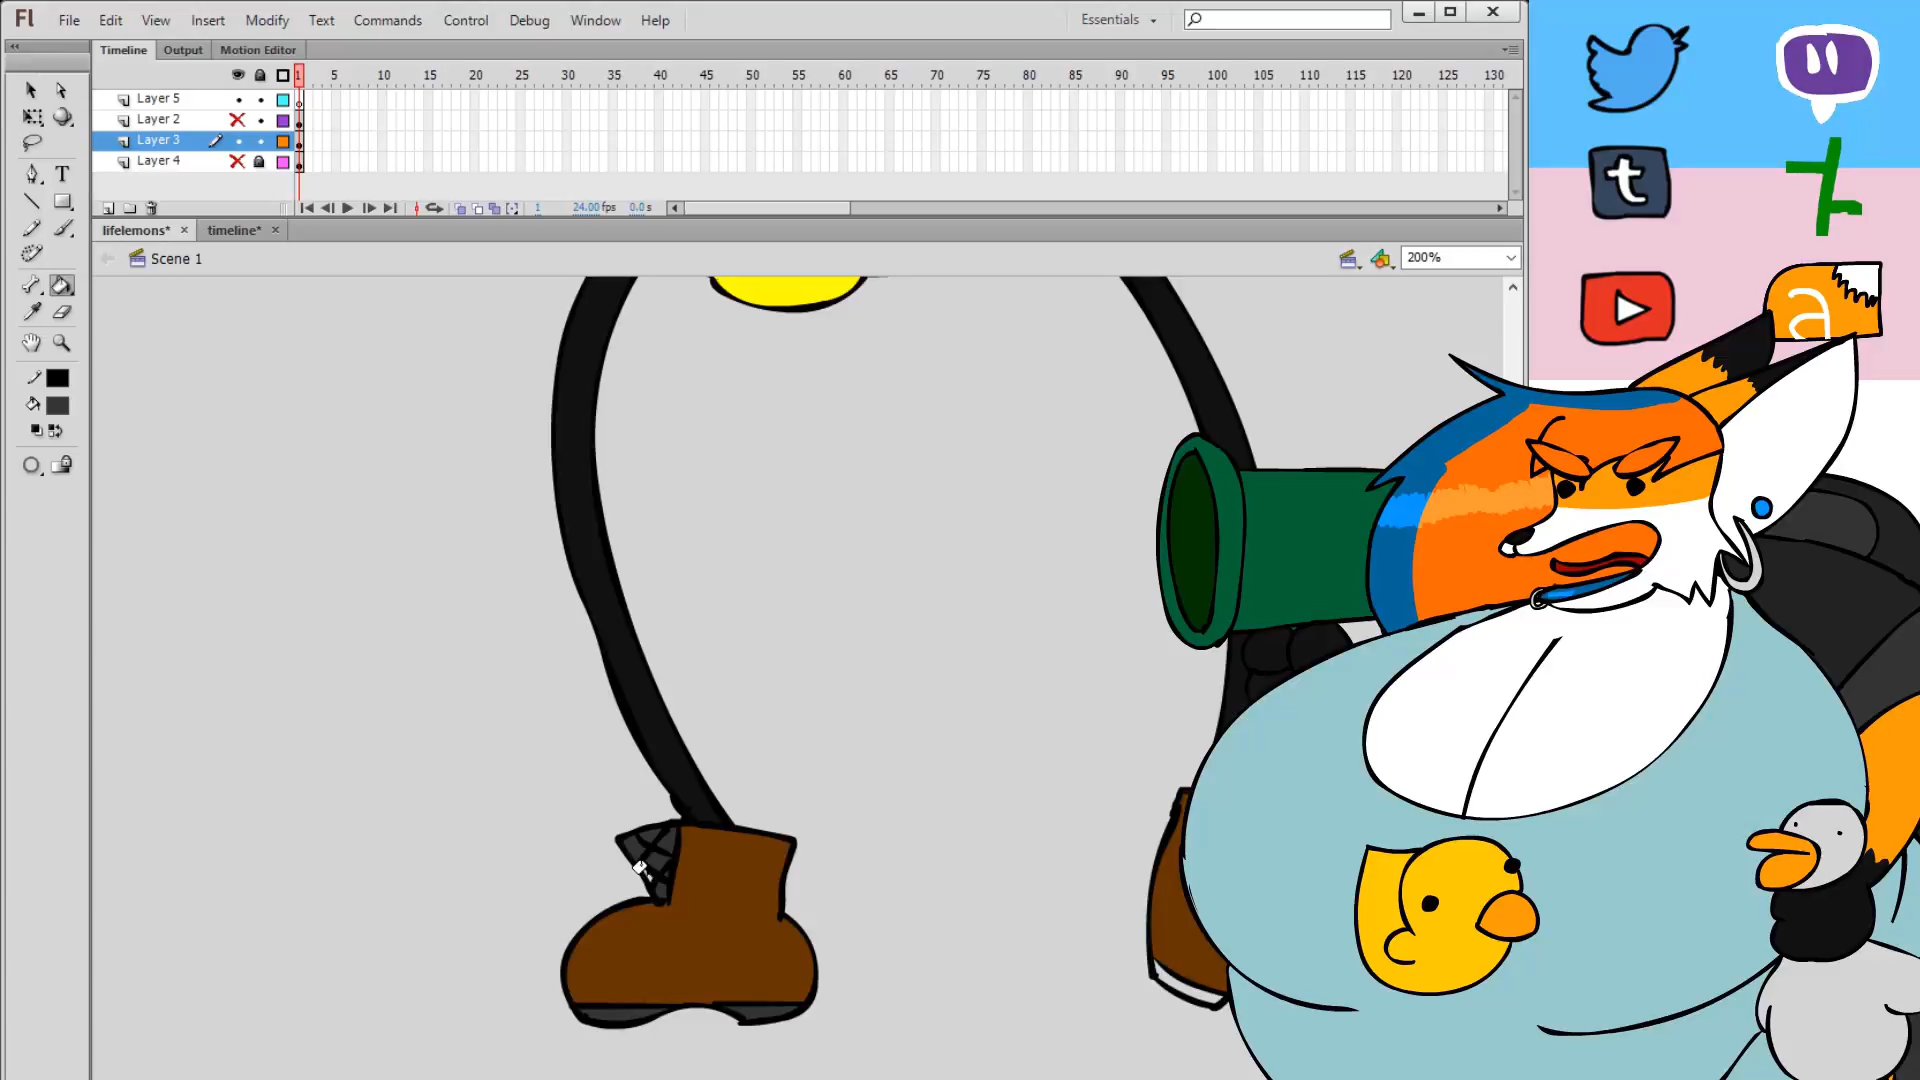 Fl File Edit View Insert Modify Text Commands Control Debug Window Help Essentials
Timeline Output Motion Editor
1 5 10 15 20 25 30 35 40 45 50 55 60 65 70 75 80 85 90 95 100 105 110 115 120 125 130
Layer 5
Layer 2
Layer 3
Layer 4
1 24.00 fps 0.0 s
lifelemons* timeline*
Scene 1 200%
T
t
a